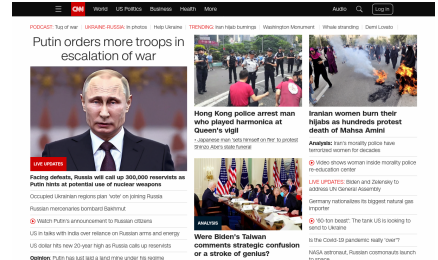 CNN World US Politics Business Health More Audio Log In
PODCAST: Tug of war | UKRAINE-RUSSIA: In photos | Help Ukraine | TRENDING: Iran hijab burnings | Washington Monument | Whale stranding | Demi Lovato
Putin orders more troops in
escalation of war
LIVE UPDATES
Facing defeats, Russia will call up 300,000 reservists as
Putin hints at potential use of nuclear weapons
Occupied Ukrainian regions plan 'vote' on joining Russia
Russian mercenaries bombard Bakhmut
Watch Putin's announcement to Russian citizens
US in talks with India over reliance on Russian arms and energy
US dollar hits new 20-year high as Russia calls up reservists
Opinion: Putin has just laid a land mine under his regime
Hong Kong police arrest man
who played harmonica at
Queen's vigil
• Japanese man 'sets himself on fire' to protest
Shinzo Abe's state funeral
ANALYSIS
Were Biden's Taiwan
comments strategic confusion
or a stroke of genius?
Iranian women burn their
hijabs as hundreds protest
death of Mahsa Amini
Analysis: Iran's morality police have
terrorized women for decades
Video shows woman inside morality police
re-education center
LIVE UPDATES: Biden and Zelensky to
address UN General Assembly
Germany nationalizes its biggest natural gas
importer
'60-ton beast': The tank US is looking to
send to Ukraine
Is the Covid-19 pandemic really 'over'?
NASA astronaut, Russian cosmonauts launch
to space